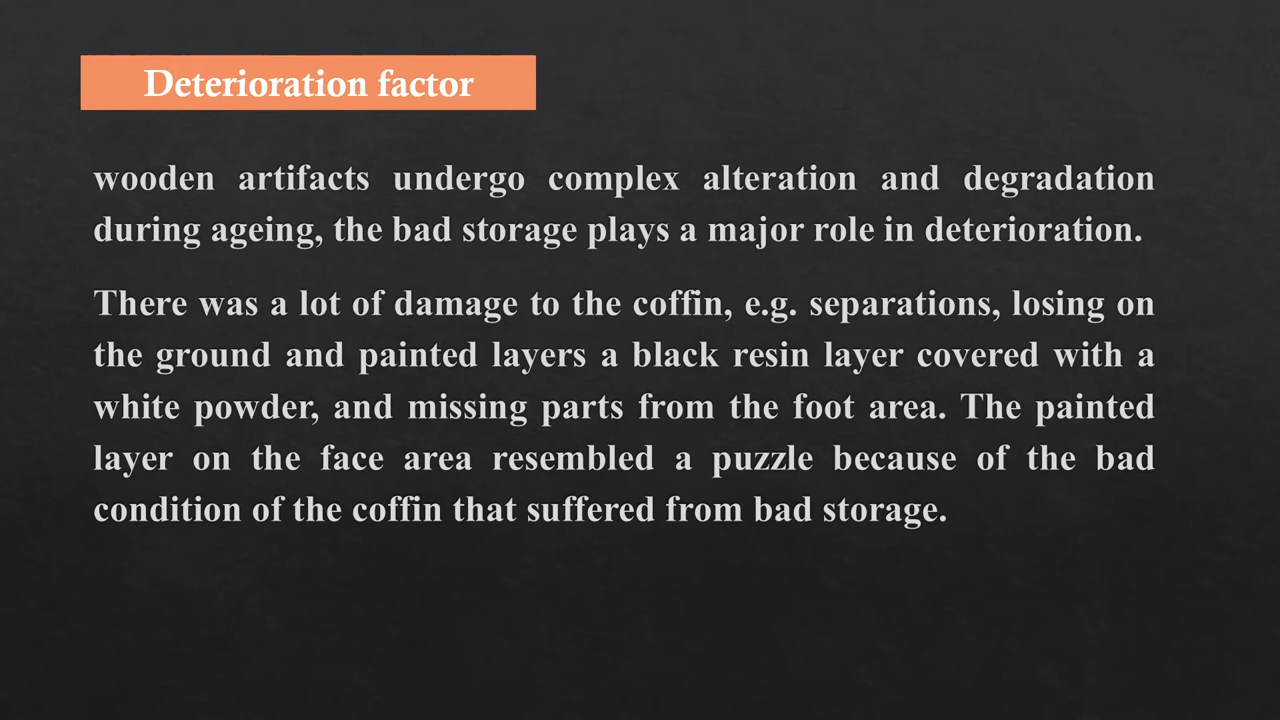 Deterioration factor
wooden artifacts undergo complex alteration and degradation
during ageing, the bad storage plays a major role in deterioration.
There was a lot of damage to the coffin, e.g. separations, losing on
the ground and painted layers a black resin layer covered with a
white powder, and missing parts from the foot area. The painted
layer on the face area resembled a puzzle because of the bad
condition of the coffin that suffered from bad storage.